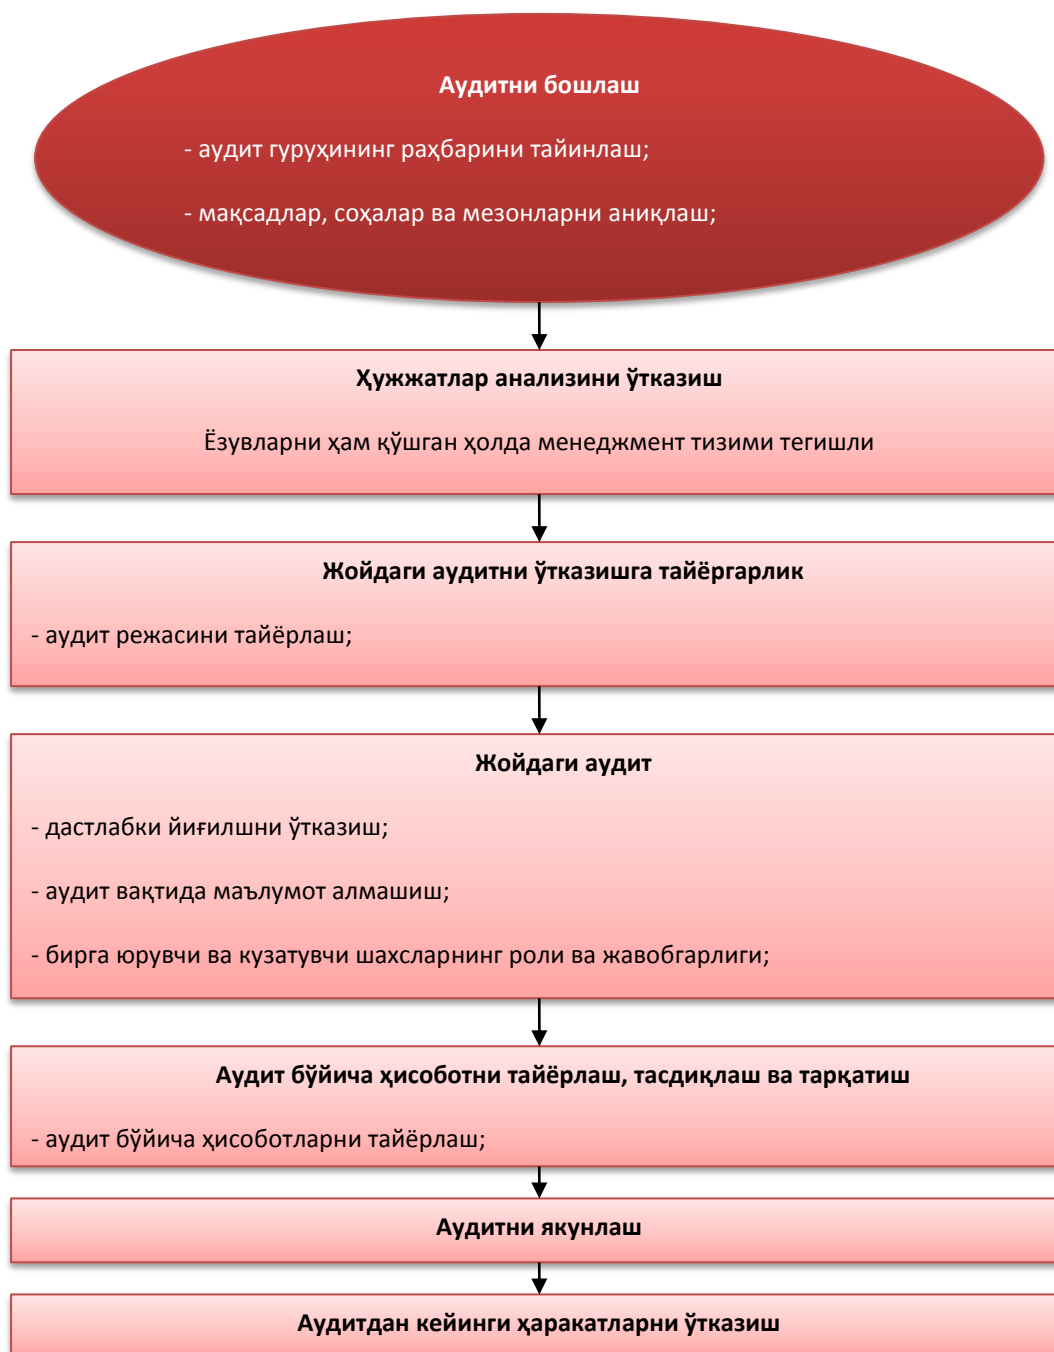 Аудитни бошлаш
- аудит гуруҳининг раҳбарини тайинлаш;
- мақсадлар, соҳалар ва мезонларни аниқлаш;
Ҳужжатлар анализини ўтказиш
Ёзувларни ҳам қўшган ҳолда менеджмент тизими тегишли
Жойдаги аудитни ўтказишга тайёргарлик
- аудит режасини тайёрлаш;
Жойдаги аудит
- дастлабки йиғилшни ўтказиш;
- аудит вақтида маълумот алмашиш;
- бирга юрувчи ва кузатувчи шахсларнинг роли ва жавобгарлиги;
Аудит бўйича ҳисоботни тайёрлаш, тасдиқлаш ва тарқатиш
- аудит бўйича ҳисоботларни тайёрлаш;
Аудитни якунлаш
Аудитдан кейинги ҳаракатларни ўтказиш